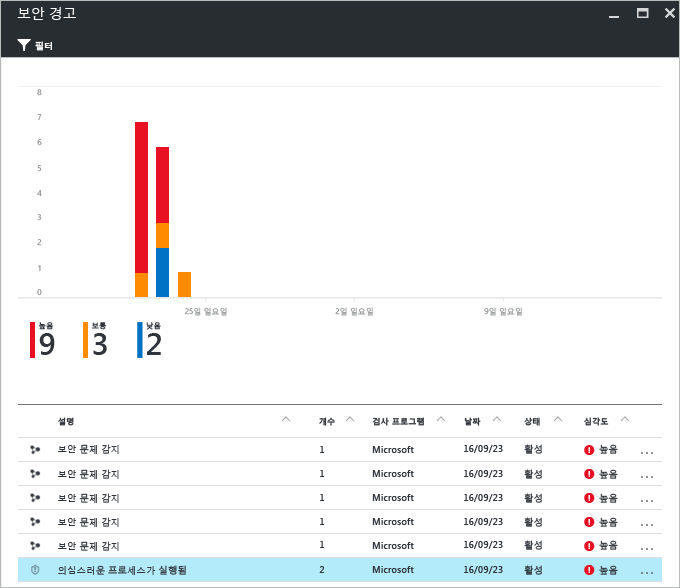 보안 경고
필터
8
7
6
5
4
3
2
1
0
25일 일요일 2일 일요일 9일 일요일
높음 보통 낮음
9 3 2
설명 개수 검사 프로그램 날짜 상태 심각도
보안 문제 감지 1 Microsoft 16/09/23 활성 높음 ...
보안 문제 감지 1 Microsoft 16/09/23 활성 높음 ...
보안 문제 감지 1 Microsoft 16/09/23 활성 높음 ...
보안 문제 감지 1 Microsoft 16/09/23 활성 높음 ...
보안 문제 감지 1 Microsoft 16/09/23 활성 높음 ...
의심스러운 프로세스가 실행됨 2 Microsoft 16/09/23 활성 높음 ...